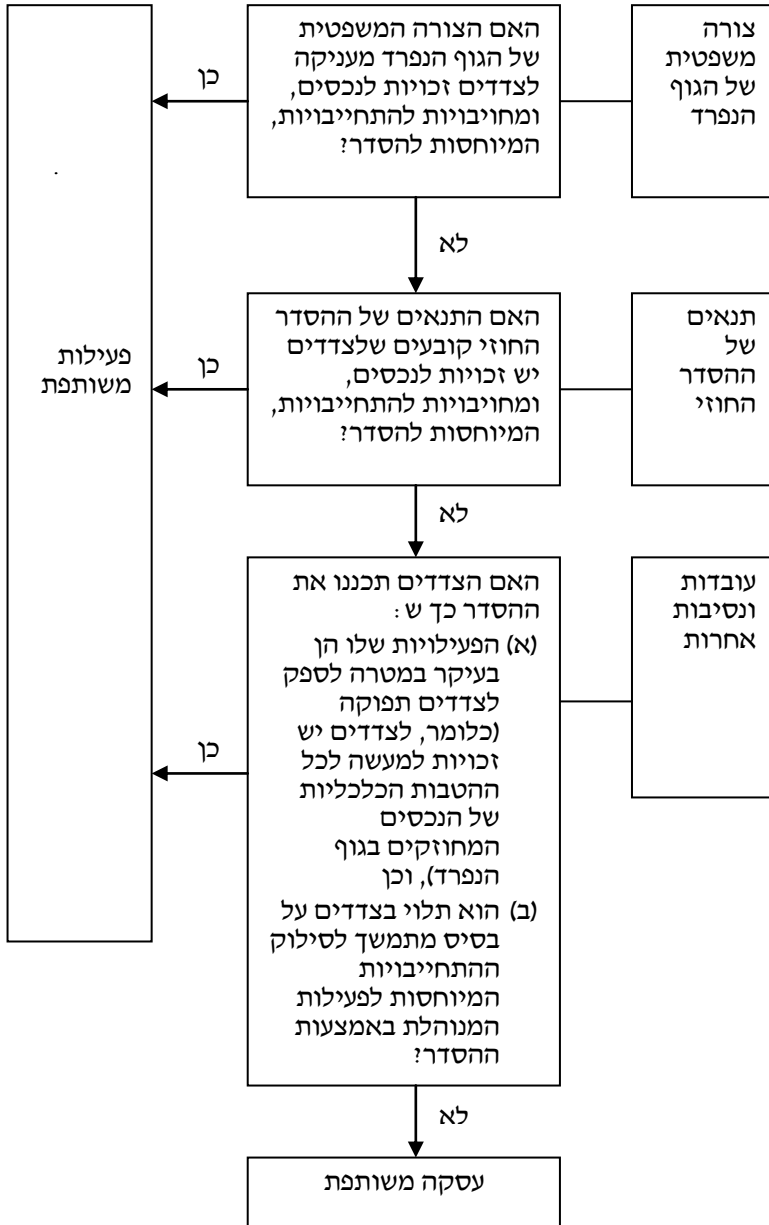 צורה
משפטית
של הגוף
הנפרד
האם הצורה המשפטית
של הגוף הנפרד מעניקה
לצדדים זכויות לנכסים,
ומחויבויות להתחייבויות,
המיוחסות להסדר?
כן
לא
תנאים
של
ההסדר
החוזי
האם התנאים של ההסדר
החוזי קובעים שלצדדים
יש זכויות לנכסים,
ומחויבויות להתחייבויות,
המיוחסות להסדר?
כן
פעילות
משותפת
לא
עובדות
ונסיבות
אחרות
האם הצדדים תכננו את
ההסדר כך ש:
(א) הפעילויות שלו הן
בעיקר במטרה לספק
לצדדים תפוקה
(כלומר, לצדדים יש
זכויות למעשה לכל
ההטבות הכלכליות
של הנכסים
המוחזקים בגוף
הנפרד), וכן
(ב) הוא תלוי בצדדים על
בסיס מתמשך לסילוק
ההתחייבויות
המיוחסות לפעילות
המנוהלת באמצעות
ההסדר?
כן
לא
עסקה משותפת